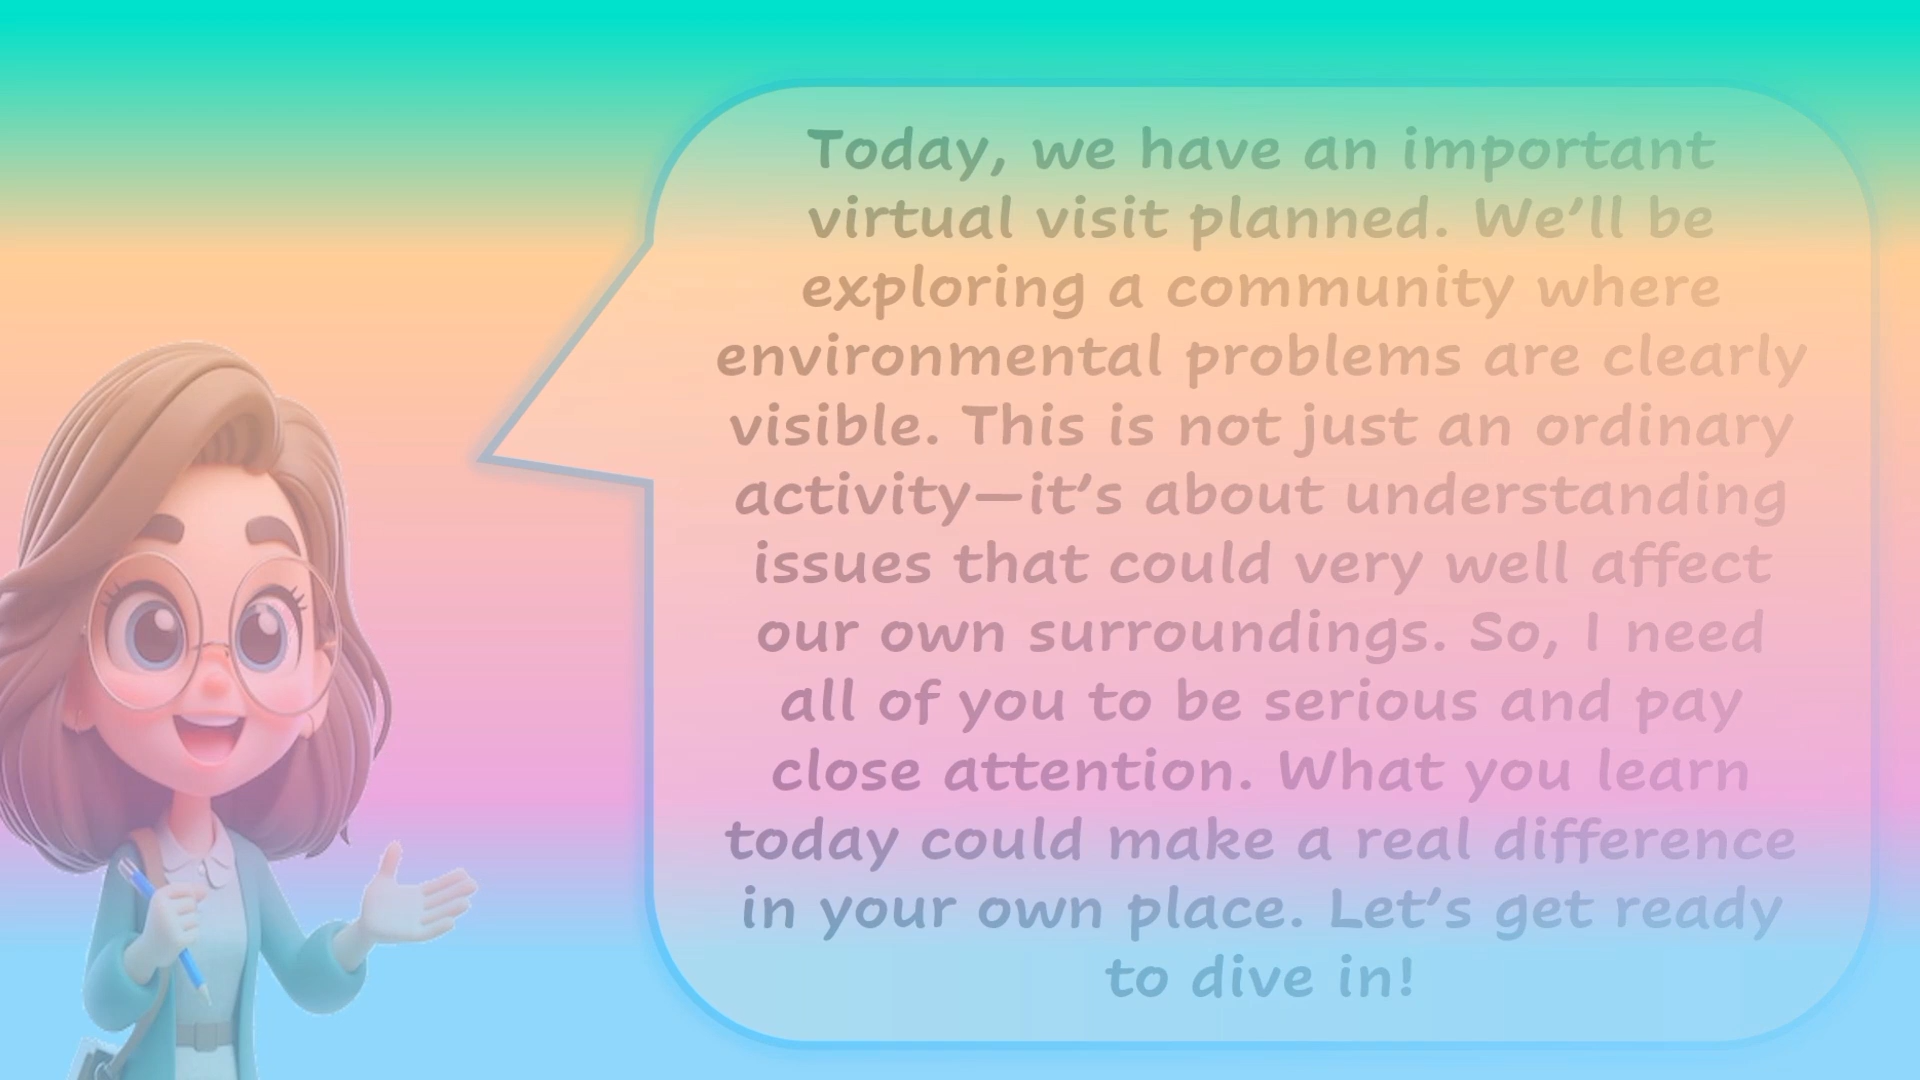 Today, we have an important
virtual visit planned. We’ll be
exploring a community where
environmental problems are clearly
visible. This is not just an ordinary
activity—it’s about understanding
issues that could very well affect
our own surroundings. So, I need
all of you to be serious and pay
close attention. What you learn
today could make a real difference
in your own place. Let’s get ready
to dive in!